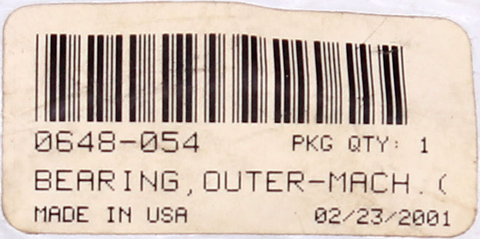 0648-054 PKG QTY: 1
BEARING,OUTER-MACH. (
MADE IN USA 02/23/2001